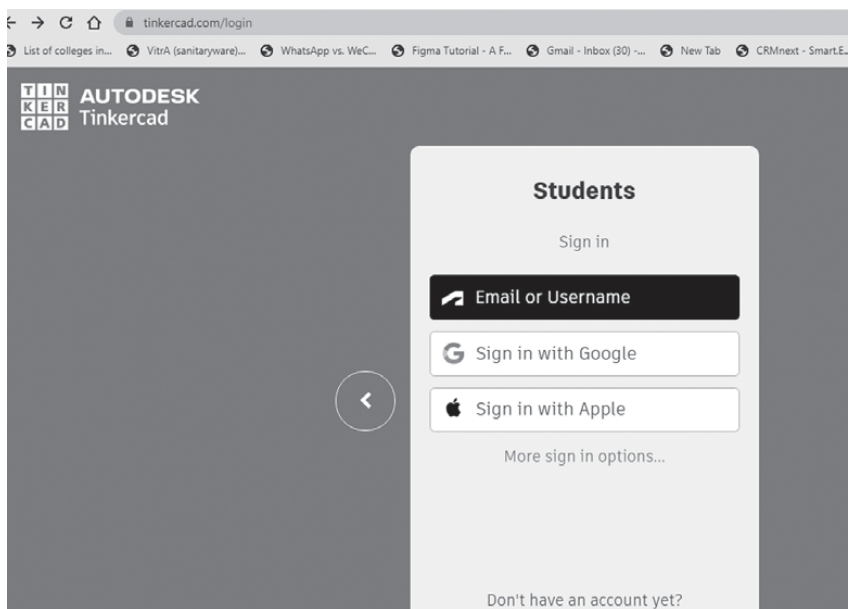 tinkercad.com/login
List of colleges in... VitrA (sanitaryware)... WhatsApp vs. WeC... Figma Tutorial - A F... Gmail - Inbox (30) -... New Tab CRMnext - Smart.E...
TIN
KER
CAD
AUTODESK
Tinkercad
Students
Sign in
Email or Username
Sign in with Google
Sign in with Apple
More sign in options...
Don't have an account yet?